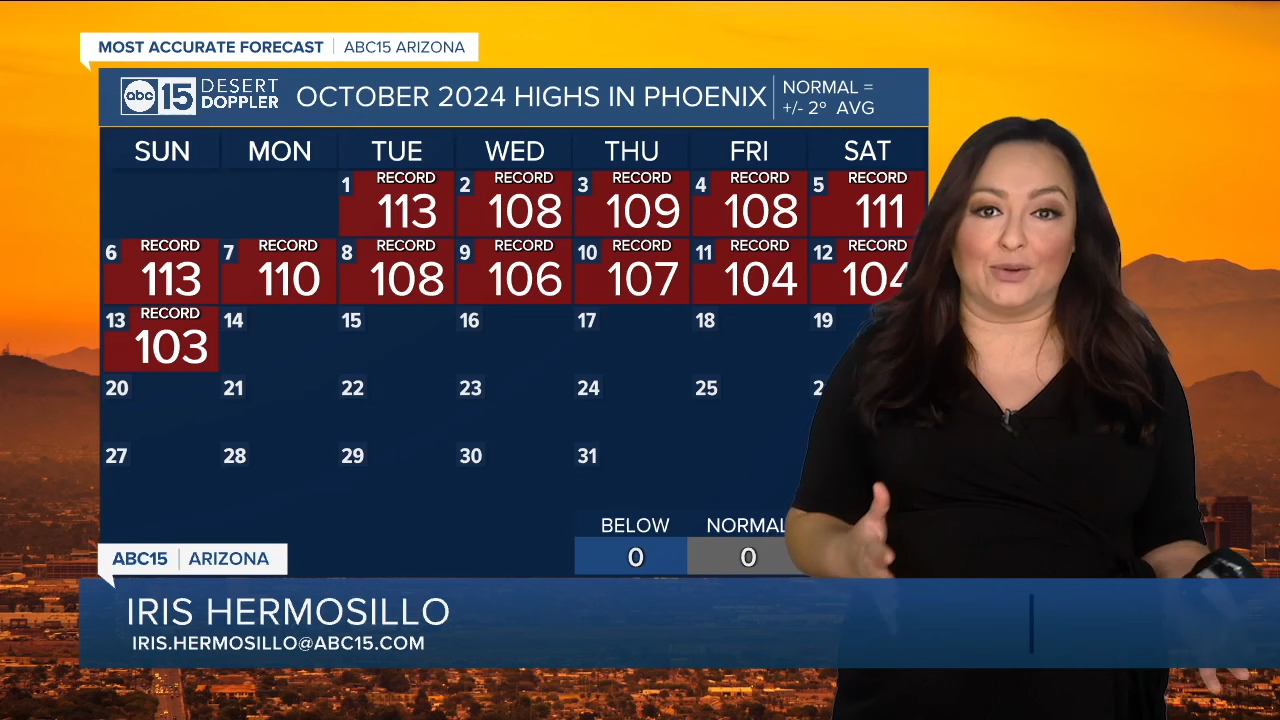 MOST ACCURATE FORECAST | ABC15 ARIZONA
abc 15 DESERT DOPPLER
OCTOBER 2024 HIGHS IN PHOENIX
NORMAL =
+/- 2° AVG
SUN MON TUE WED THU FRI SAT
1 RECORD 113 2 RECORD 108 3 RECORD 109 4 RECORD 108 5 RECORD 111
6 RECORD 113 7 RECORD 110 8 RECORD 108 9 RECORD 106 10 RECORD 107 11 RECORD 104 12 RECORD 104
13 RECORD 103 14 15 16 17 18 19
20 21 22 23 24 25
27 28 29 30 31
BELOW NORMAL
0 0
ABC15 | ARIZONA
IRIS HERMOSILLO
IRIS.HERMOSILLO@ABC15.COM